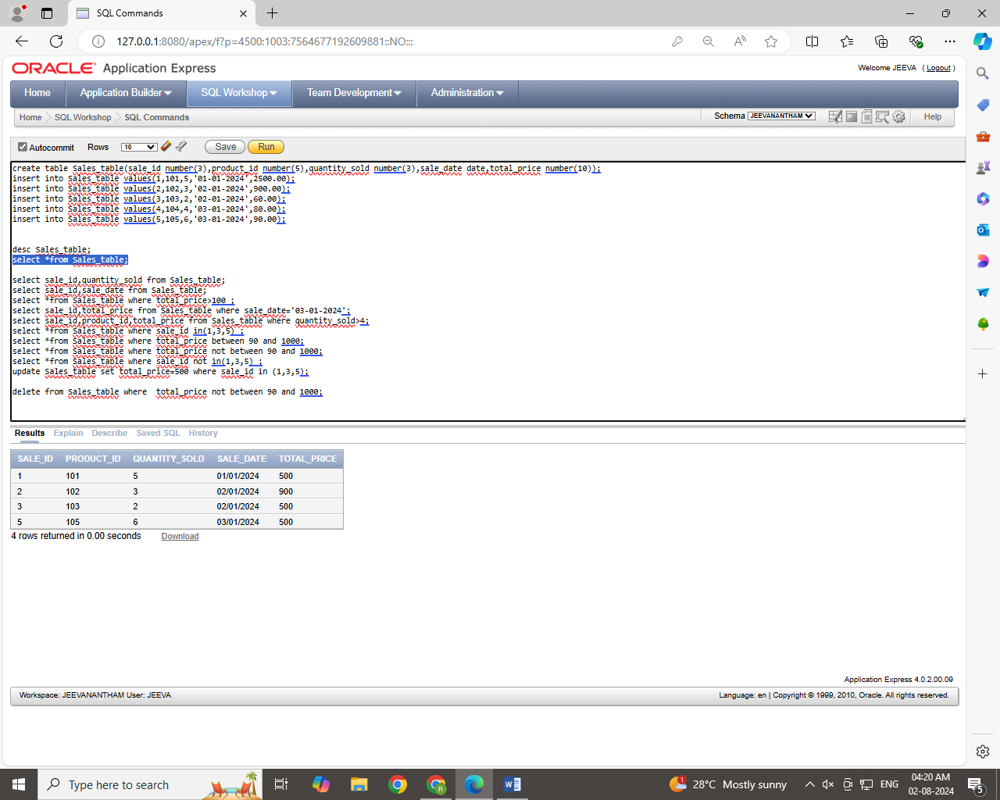 SQL Commands
127.0.0.1:8080/apex/f?p=4500:1003:7564677192609881::NO:::
ORACLE Application Express
Welcome JEEVA ( Logout )
Home Application Builder SQL Workshop Team Development Administration
Home SQL Workshop SQL Commands Schema JEEVANANTHAM Help
Autocommit Rows 10 Save Run
create table Sales_table(sale_id number(3),product_id number(5),quantity_sold number(3),sale_date date,total_price number(10));
insert into Sales_table values(1,101,5,'01-01-2024',2500.00);
insert into Sales_table values(2,102,3,'02-01-2024',900.00);
insert into Sales_table values(3,103,2,'02-01-2024',60.00);
insert into Sales_table values(4,104,4,'03-01-2024',80.00);
insert into Sales_table values(5,105,6,'03-01-2024',90.00);
desc Sales_table;
select *from Sales_table;
select sale_id,quantity_sold from Sales_table;
select sale_id,sale_date from Sales_table;
select *from Sales_table where total_price>100 ;
select sale_id,total_price from Sales_table where sale_date='03-01-2024';
select sale_id,product_id,total_price from Sales_table where quantity_sold>4;
select *from Sales_table where sale_id in(1,3,5) ;
select *from Sales_table where total_price between 90 and 1000;
select *from Sales_table where total_price not between 90 and 1000;
select *from Sales_table where sale_id not in(1,3,5) ;
update Sales_table set total_price=500 where sale_id in (1,3,5);
delete from Sales_table where  total_price not between 90 and 1000;
Results Explain Describe Saved SQL History
SALE_ID PRODUCT_ID QUANTITY_SOLD SALE_DATE TOTAL_PRICE
1 101 5 01/01/2024 500
2 102 3 02/01/2024 900
3 103 2 02/01/2024 500
5 105 6 03/01/2024 500
4 rows returned in 0.00 seconds Download
Application Express 4.0.2.00.09
Workspace: JEEVANANTHAM User: JEEVA Language: en | Copyright © 1999, 2010, Oracle. All rights reserved.
Type here to search 1 28°C Mostly sunny ENG 04:20 AM
02-08-2024 5